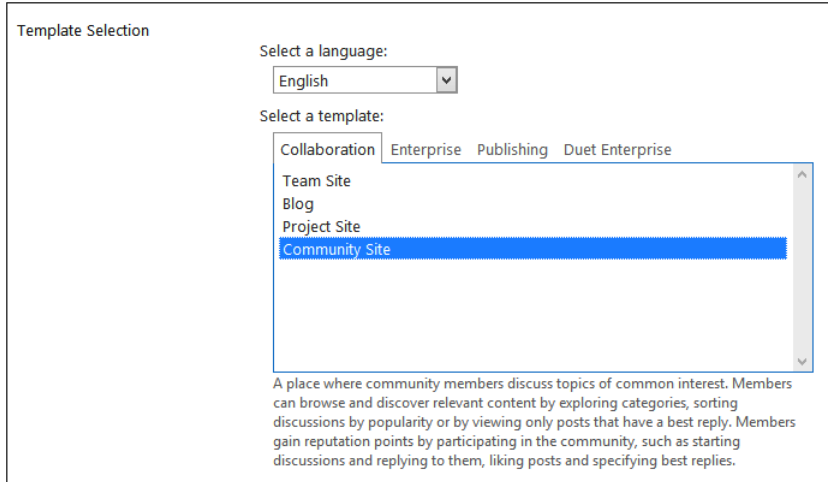 Template Selection
Select a language:
English
Select a template:
Collaboration Enterprise Publishing Duet Enterprise
Team Site
Blog
Project Site
Community Site
A place where community members discuss topics of common interest. Members
can browse and discover relevant content by exploring categories, sorting
discussions by popularity or by viewing only posts that have a best reply. Members
gain reputation points by participating in the community, such as starting
discussions and replying to them, liking posts and specifying best replies.